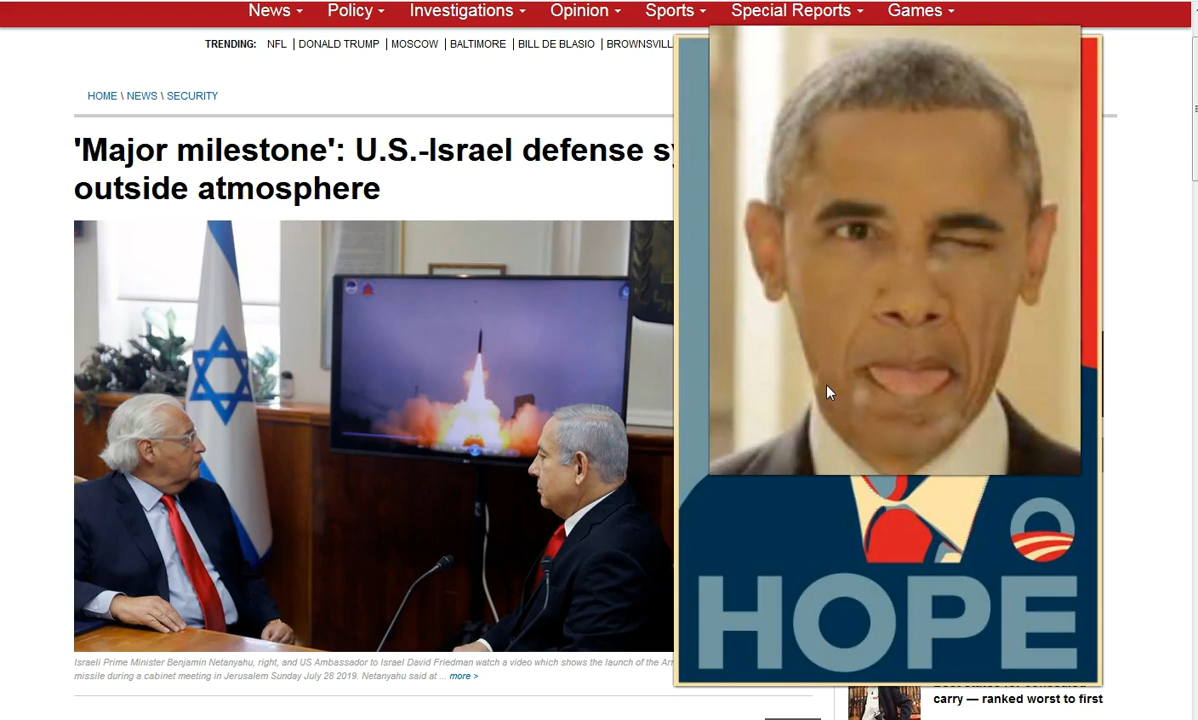 News Policy Investigations Opinion Sports Special Reports Games
TRENDING: NFL | DONALD TRUMP | MOSCOW | BALTIMORE | BILL DE BLASIO | BROWNSVILL
HOME \ NEWS \ SECURITY
'Major milestone': U.S.-Israel defense sy
outside atmosphere
Israeli Prime Minister Benjamin Netanyahu, right, and US Ambassador to Israel David Friedman watch a video which shows the launch of the Arr
missile during a cabinet meeting in Jerusalem Sunday July 28 2019. Netanyahu said at ... more >
HOPE
carry — ranked worst to first